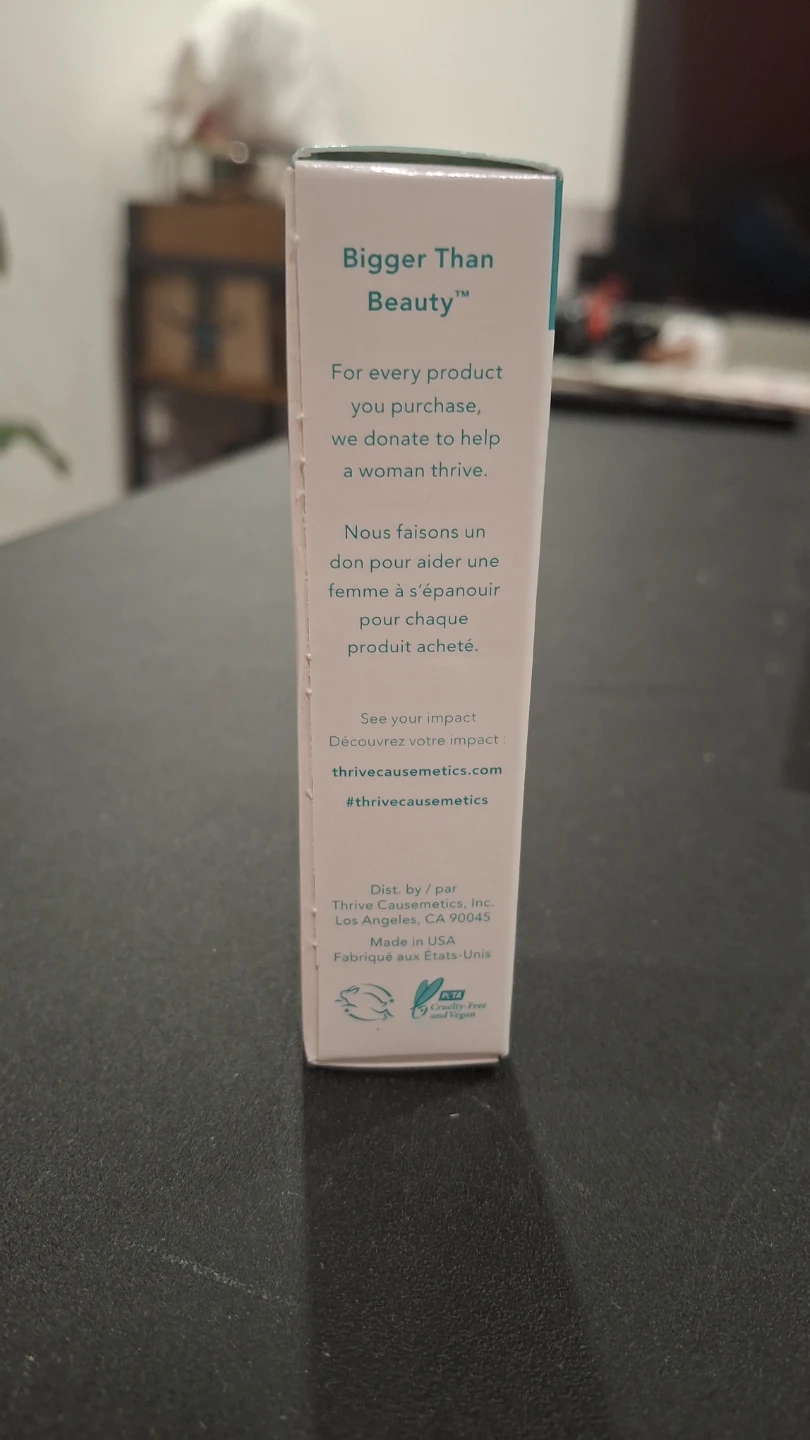 Bigger Than
Beauty™
For every product
you purchase,
we donate to help
a woman thrive.
Nous faisons un
don pour aider une
femme à s'épanouir
pour chaque
produit acheté.
See your impact
Découvrez votre impact :
thrivecausemetics.com
#thrivecausemetics
Dist. by / par
Thrive Causemetics, Inc.
Los Angeles, CA 90045
Made in USA
Fabriqué aux États-Unis
PETA
Cruelty-Free
and Vegan